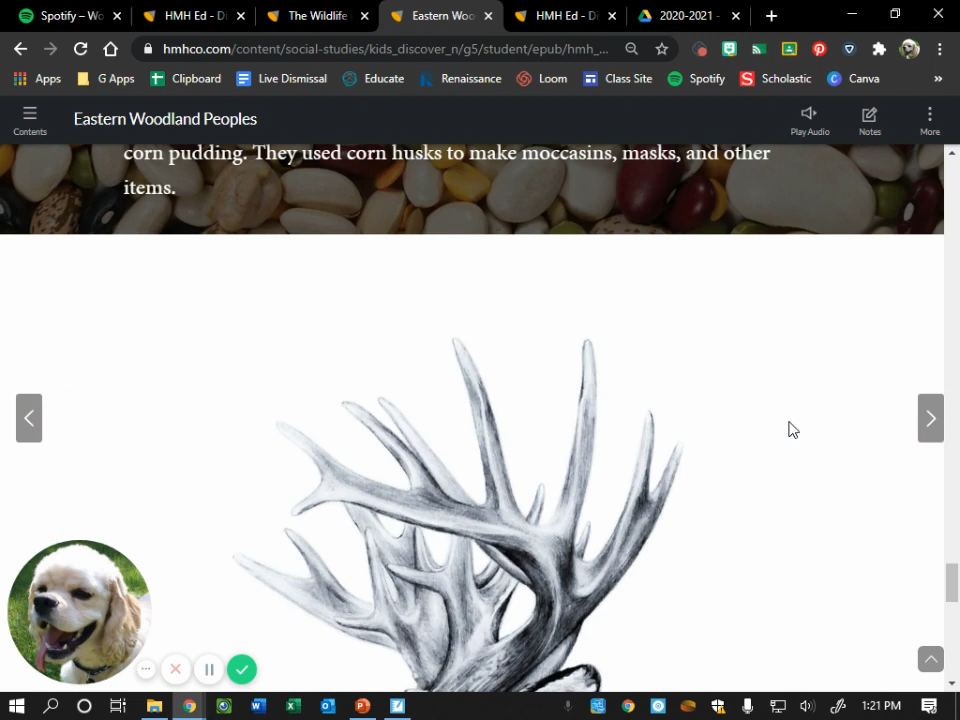 Spotify – Wo
HMH Ed - Di
The Wildlife
Eastern Woo
HMH Ed - Di
2020-2021 -
hmhco.com/content/social-studies/kids_discover_n/g5/student/epub/hmh_...
Apps
G Apps
Clipboard
Live Dismissal
Educate
Renaissance
Loom
Class Site
Spotify
Scholastic
Canva
»
Contents
Eastern Woodland Peoples
Play Audio
Notes
More
corn pudding. They used corn husks to make moccasins, masks, and other
items.
1:21 PM